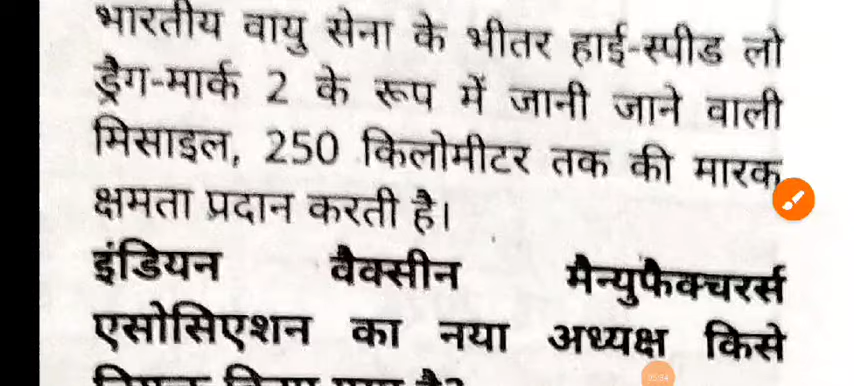 भारतीय वायु सेना के भीतर हाई-स्पीड लो
ड्रैग-मार्क 2 के रूप में जानी जाने वाली
मिसाइल, 250 किलोमीटर तक की मारक
क्षमता प्रदान करती है।
इंडियन वैक्सीन मैन्युफैक्चरर्स
एसोसिएशन का नया अध्यक्ष किसे